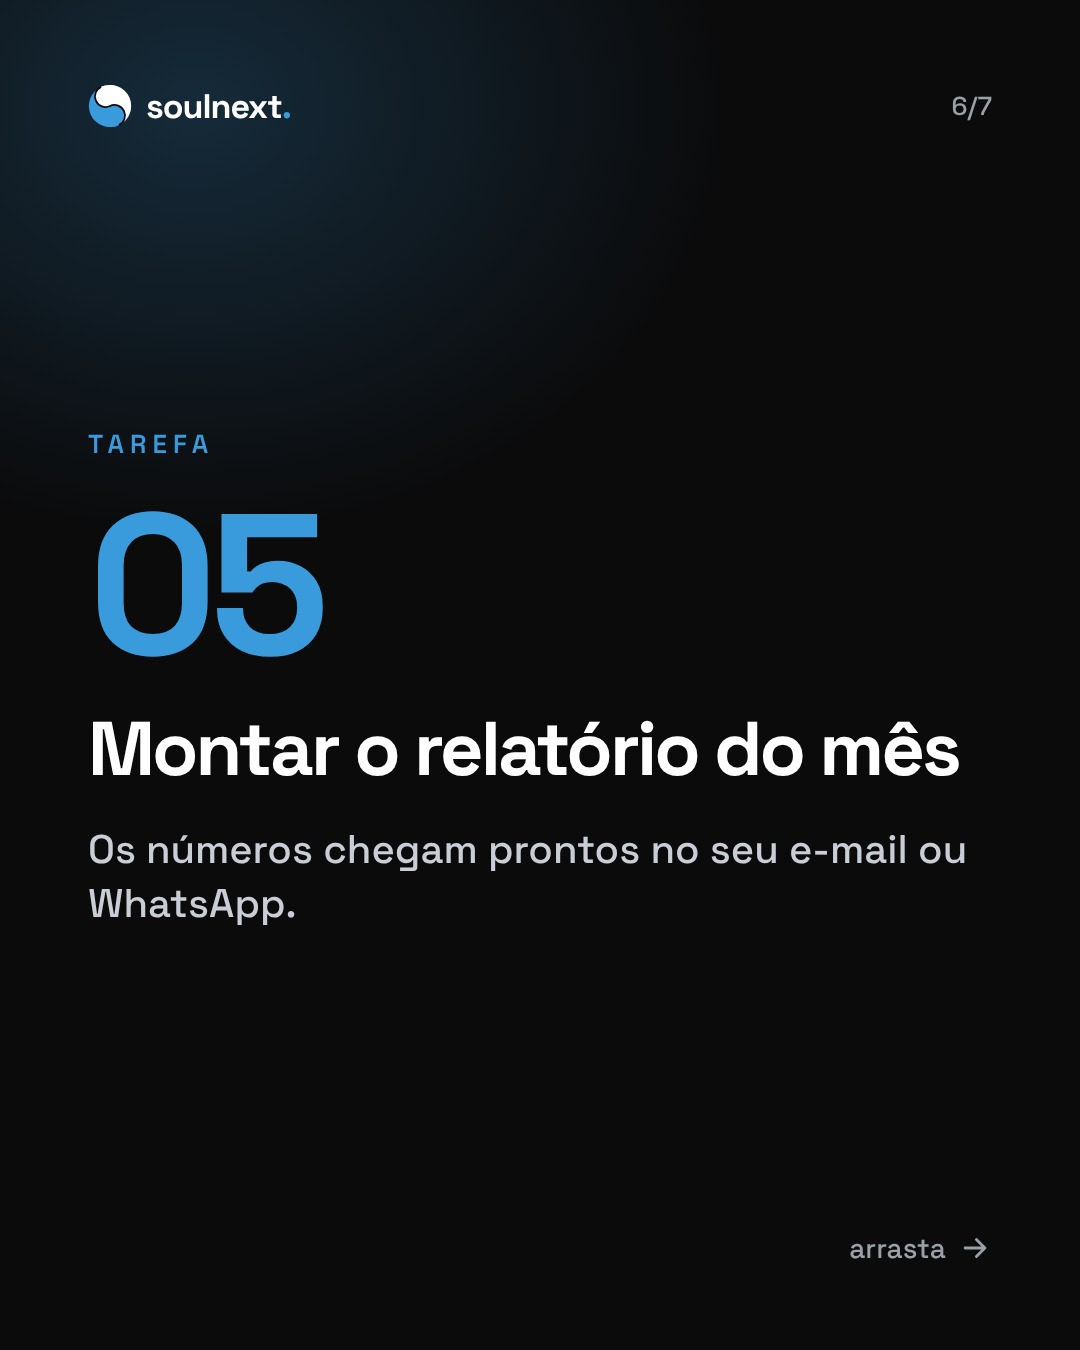 soulnext.
6/7
TAREFA
05
Montar o relatório do mês
Os números chegam prontos no seu e-mail ou
WhatsApp.
arrasta →